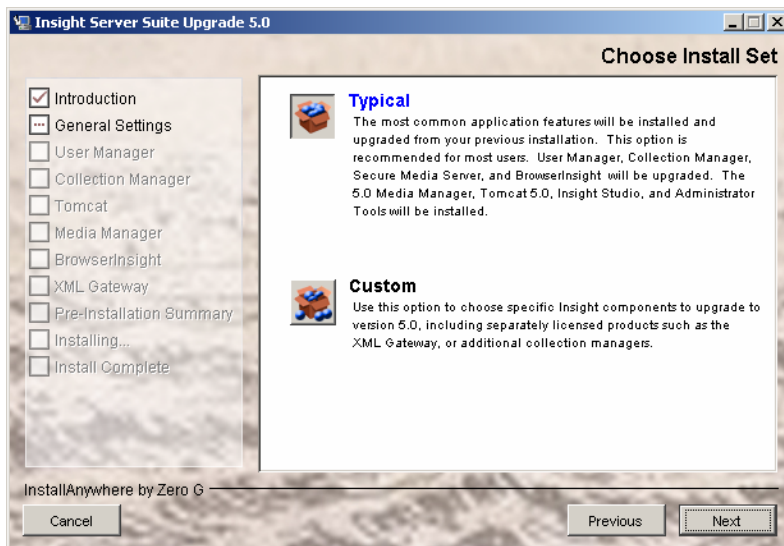 Insight Server Suite Upgrade 5.0
Choose Install Set
Introduction
General Settings
User Manager
Collection Manager
Tomcat
Media Manager
BrowserInsight
XML Gateway
Pre-Installation Summary
Installing...
Install Complete
Typical
The most common application features will be installed and
upgraded from your previous installation. This option is
recommended for most users. User Manager, Collection Manager,
Secure Media Server, and BrowserInsight will be upgraded. The
5.0 Media Manager, Tomcat 5.0, Insight Studio, and Administrator
Tools will be installed.
Custom
Use this option to choose specific Insight components to upgrade to
version 5.0, including separately licensed products such as the
XML Gateway, or additional collection managers.
InstallAnywhere by Zero G
Cancel
Previous
Next